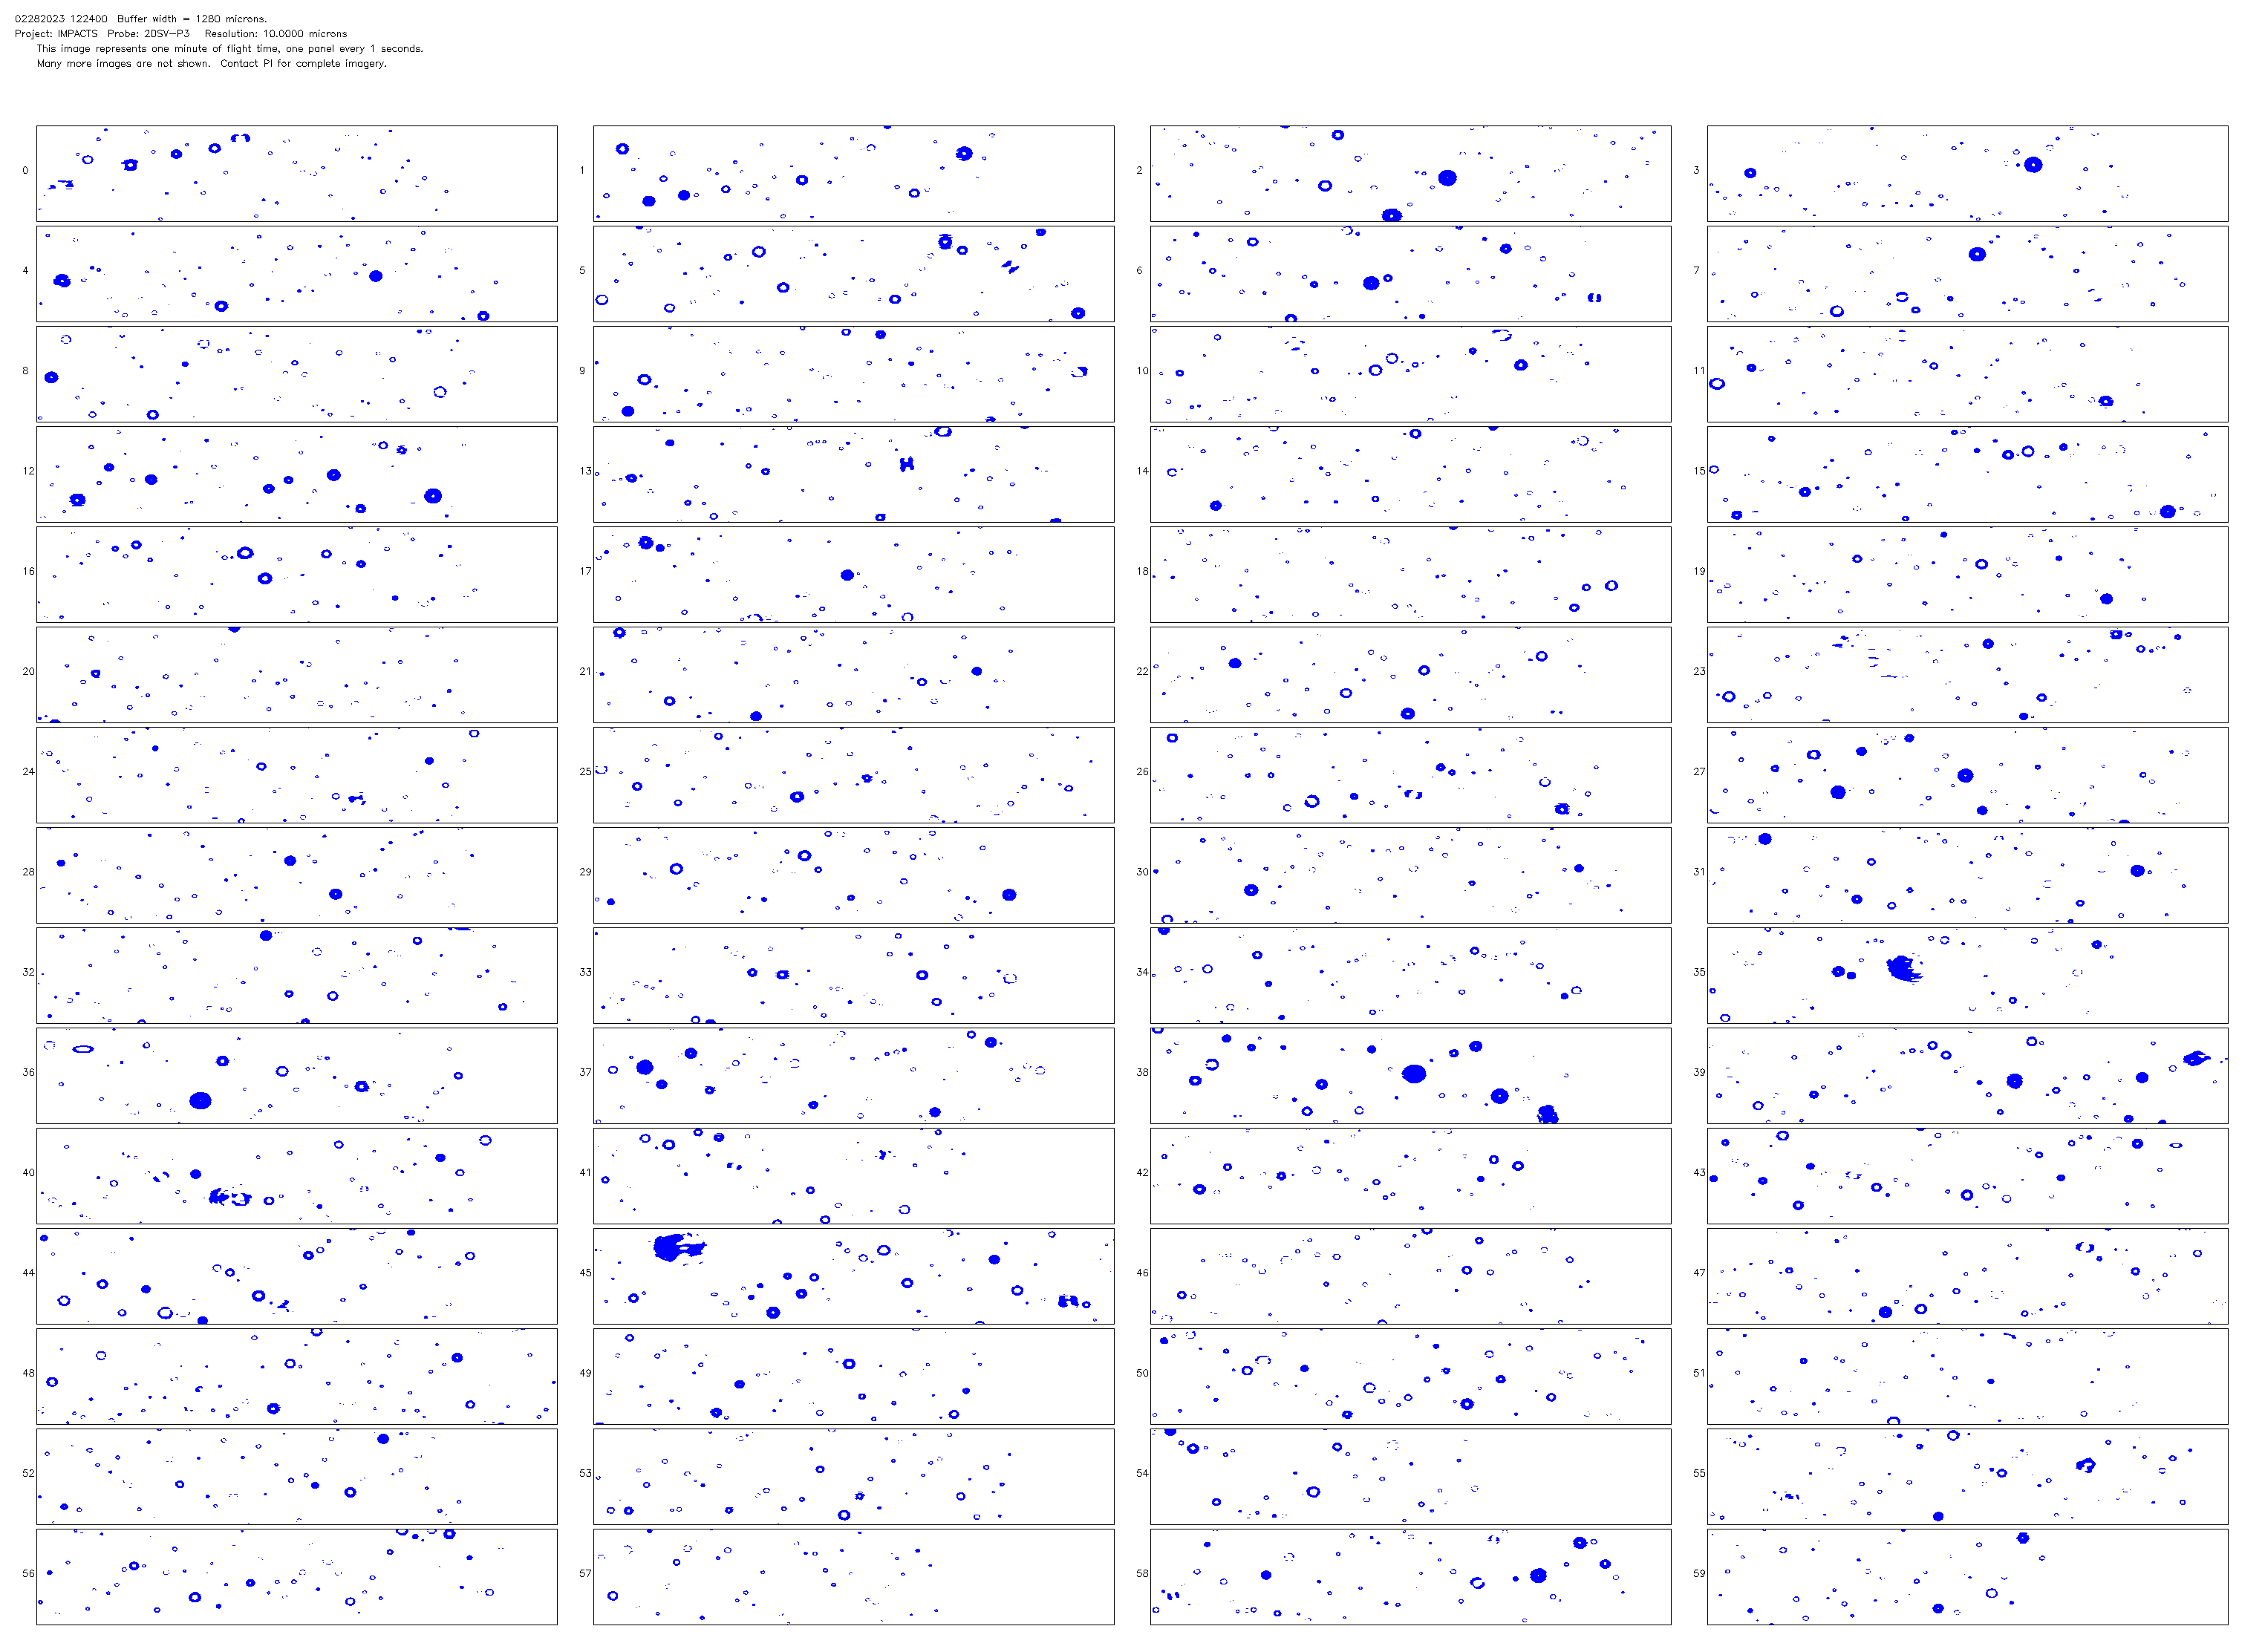 02282023 122400 Buffer width = 1280 microns.
Project: IMPACTS Probe: 2DSV-P3 Resolution: 10.0000 microns
This image represents one minute of flight time, one panel every 1 seconds.
Many more images are not shown. Contact PI for complete imagery.
0 1 2 3
4 5 6 7
8 9 10 11
12 13 14 15
16 17 18 19
20 21 22 23
24 25 26 27
28 29 30 31
32 33 34 35
36 37 38 39
40 41 42 43
44 45 46 47
48 49 50 51
52 53 54 55
56 57 58 59